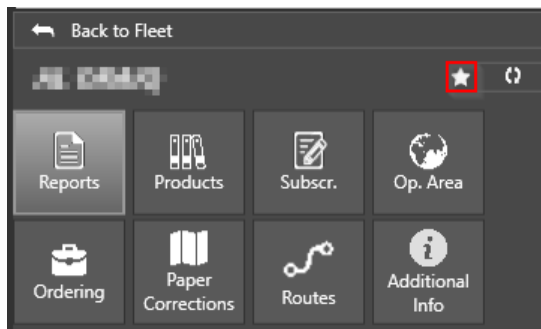 Back to Fleet
Reports Products Subscr. Op. Area
Ordering Paper Corrections Routes Additional Info